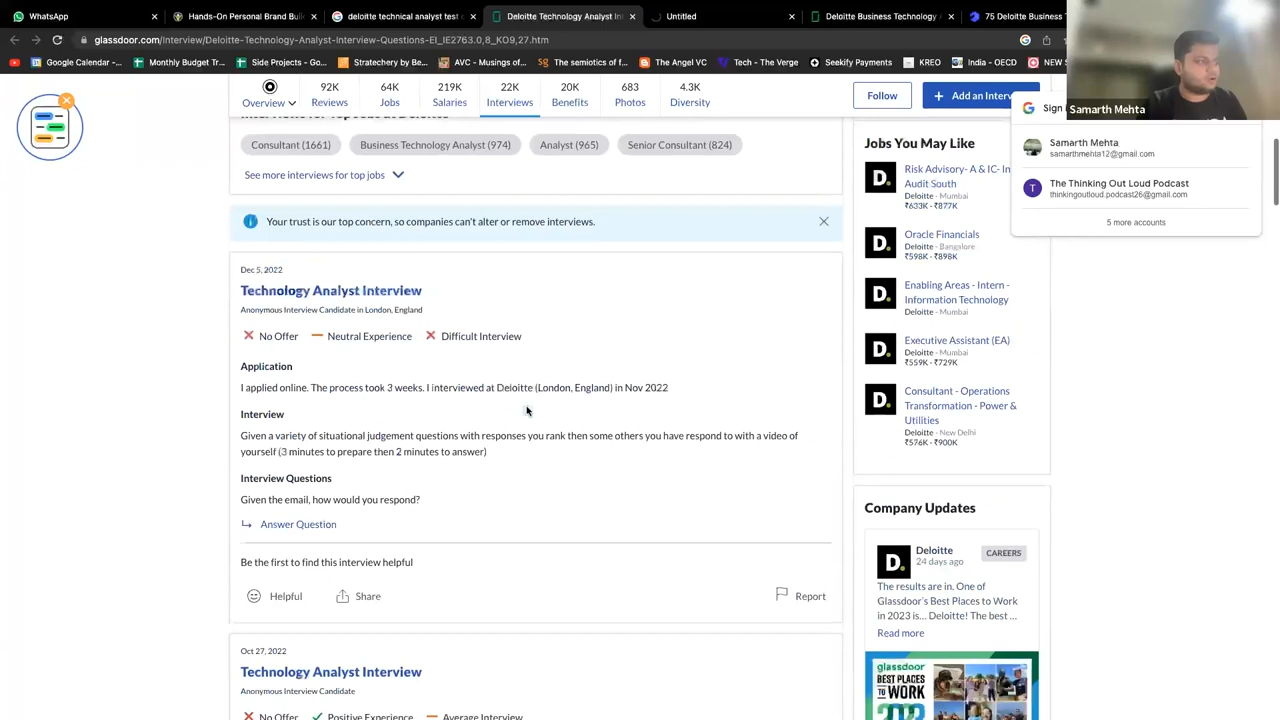 WhatsApp
Hands-On Personal Brand Buil
deloitte technical analyst test c
Deloitte Technology Analyst In
Untitled
Deloitte Business Technology A
75 Deloitte Business T
glassdoor.com/Interview/Deloitte-Technology-Analyst-Interview-Questions-EI_IE2763.0,8_KO9,27.htm
Google Calendar -...
Monthly Budget Tr...
Side Projects - Goo...
Stratechery by Be...
AVC - Musings of...
The semiotics of f...
The Angel VC
Tech - The Verge
Seekify Payments
KREO
India - OECD
NEW S
Samarth Mehta
Overview
92K
Reviews
64K
Jobs
219K
Salaries
22K
Interviews
20K
Benefits
683
Photos
4.3K
Diversity
Follow
+ Add an Interv
Sign i
Samarth Mehta
samarthmehta12@gmail.com
The Thinking Out Loud Podcast
thinkingoutloud.podcast26@gmail.com
5 more accounts
Consultant (1661)
Business Technology Analyst (974)
Analyst (965)
Senior Consultant (824)
See more interviews for top jobs
Your trust is our top concern, so companies can't alter or remove interviews.
Dec 5, 2022
Technology Analyst Interview
Anonymous Interview Candidate in London, England
No Offer
Neutral Experience
Difficult Interview
Application
I applied online. The process took 3 weeks. I interviewed at Deloitte (London, England) in Nov 2022
Interview
Given a variety of situational judgement questions with responses you rank then some others you have respond to with a video of
yourself (3 minutes to prepare then 2 minutes to answer)
Interview Questions
Given the email, how would you respond?
Answer Question
Be the first to find this interview helpful
Helpful
Share
Report
Oct 27, 2022
Technology Analyst Interview
Anonymous Interview Candidate
No Offer
Positive Experience
Average Interview
Jobs You May Like
D.
Risk Advisory- A & IC- In
Audit South
Deloitte - Mumbai
₹633K - ₹877K
D.
Oracle Financials
Deloitte - Bangalore
₹598K - ₹898K
D.
Enabling Areas - Intern -
Information Technology
Deloitte - Mumbai
D.
Executive Assistant (EA)
Deloitte - Mumbai
₹559K - ₹729K
D.
Consultant - Operations
Transformation - Power &
Utilities
Deloitte - New Delhi
₹576K - ₹900K
Company Updates
D.
Deloitte
24 days ago
CAREERS
The results are in. One of
Glassdoor's Best Places to Work
in 2023 is... Deloitte! The best ...
Read more
glassdoor
BEST PLACES
TO WORK